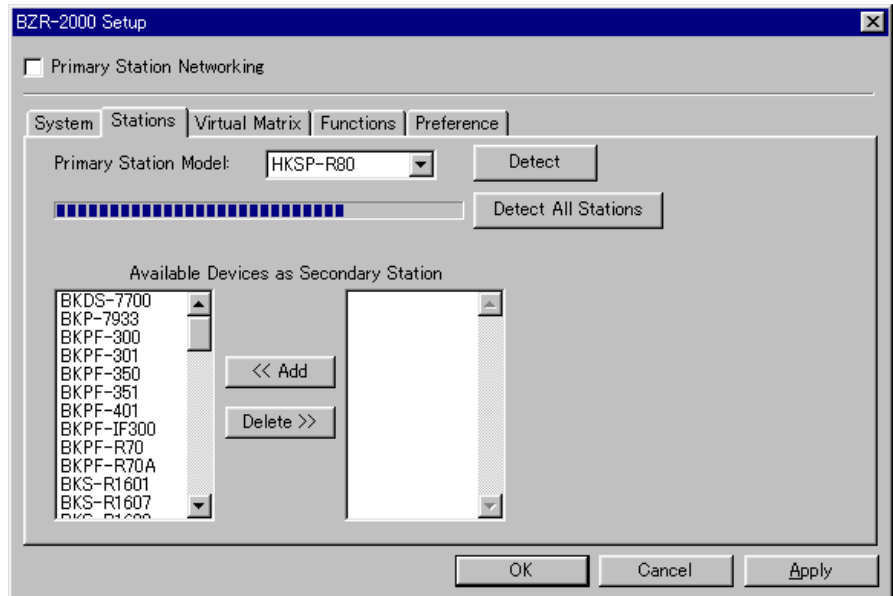 BZR-2000 Setup
Primary Station Networking
System Stations Virtual Matrix Functions Preference
Primary Station Model: HKSP-R80 Detect
Detect All Stations
Available Devices as Secondary Station
BKDS-7700
BKP-7933
BKPF-300
BKPF-301
BKPF-350
BKPF-351
BKPF-401
BKPF-IF300
BKPF-R70
BKPF-R70A
BKS-R1601
BKS-R1607
<< Add
Delete >>
OK Cancel Apply